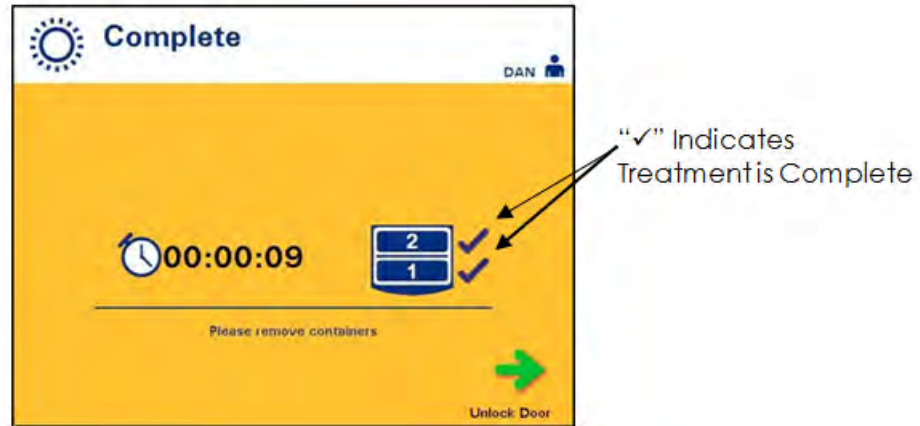 Complete
DAN
"✓" Indicates
Treatment is Complete
00:00:09
2
1
Please remove containers
Unlock Door